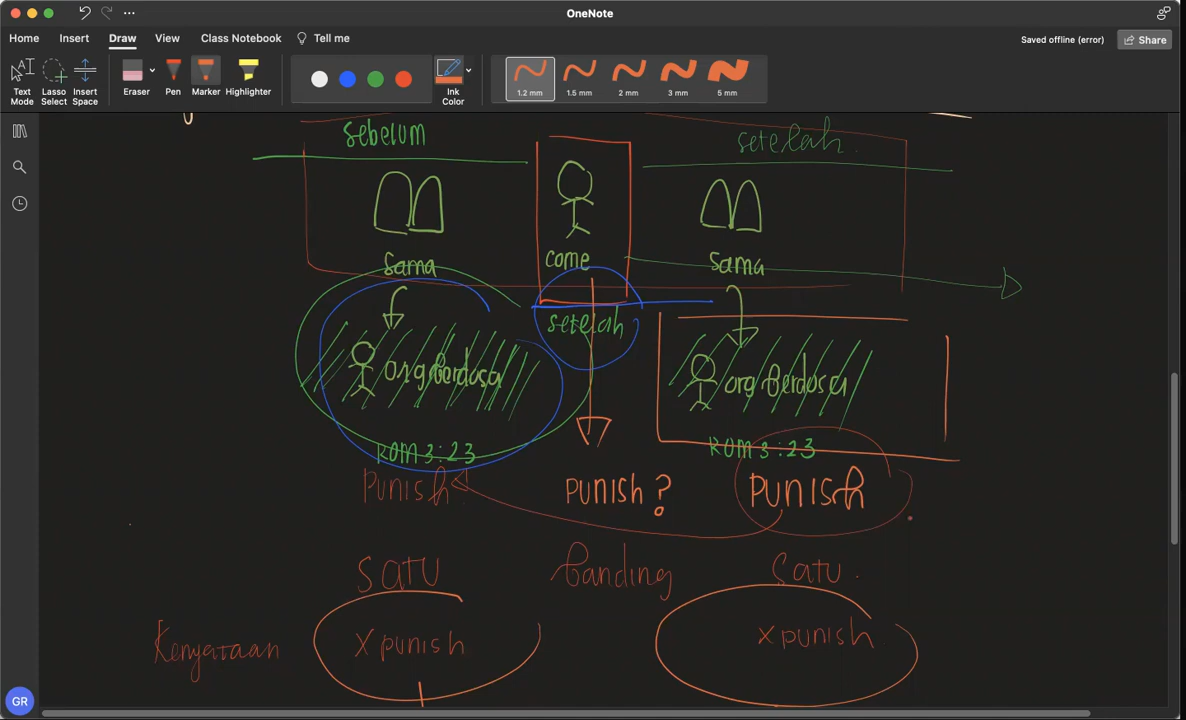 OneNote
Home Insert Draw View Class Notebook Tell me
Saved offline (error) Share
Text Mode Lasso Select Insert Space Eraser Pen Marker Highlighter Ink Color 1.2 mm 1.5 mm 2 mm 3 mm 5 mm
sebelum setelah.
Sama come Sama
setelah
org berdosa org berdosa
ROM 3:23 ROM 3:23
PUNISH PUNISH? PUNISH
SATU banding SATU.
Kenyataan X punish X punish
GR